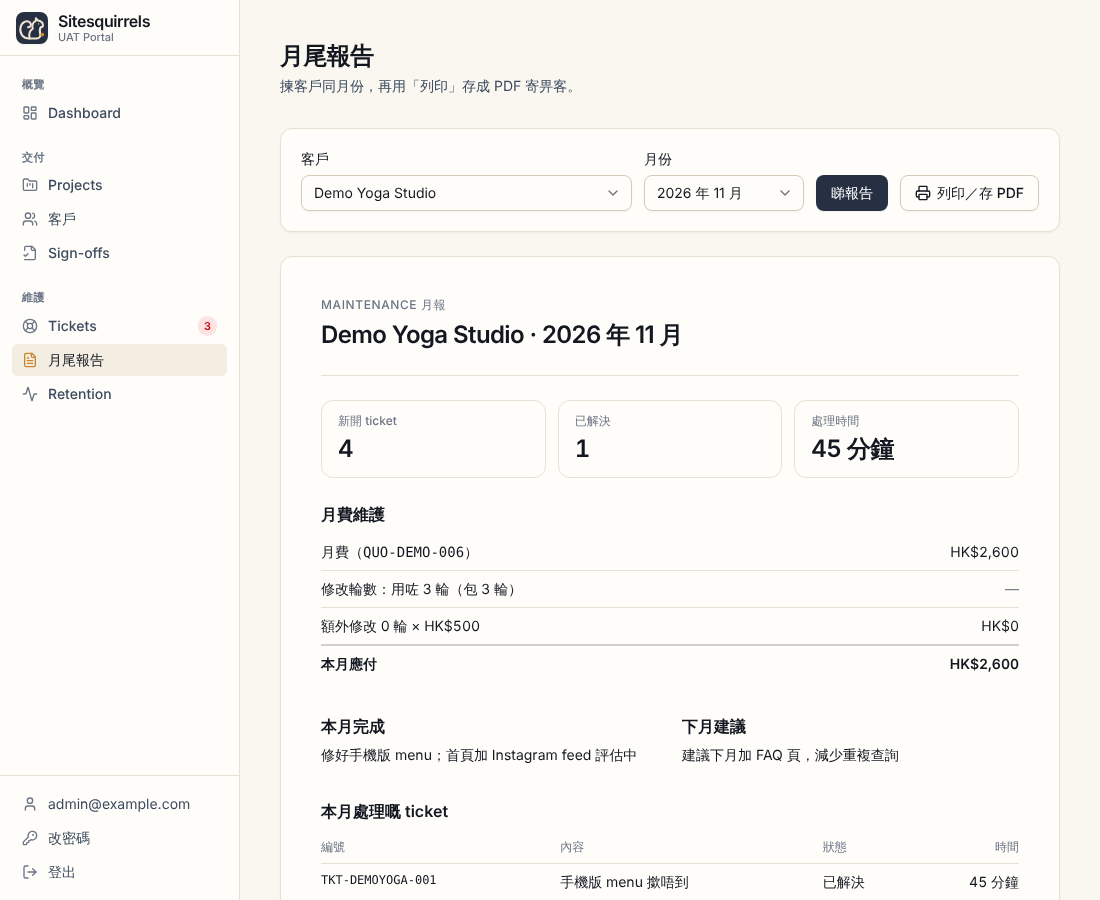 Sitesquirrels
UAT Portal
概覽
Dashboard
交付
Projects
客戶
Sign-offs
維護
Tickets 3
月尾報告
Retention
admin@example.com
改密碼
登出
月尾報告
揀客戶同月份，再用「列印」存成 PDF 寄畀客。
客戶 月份
Demo Yoga Studio 2026 年 11 月 睇報告 列印／存 PDF
MAINTENANCE 月報
Demo Yoga Studio · 2026 年 11 月
新開 ticket 已解決 處理時間
4 1 45 分鐘
月費維護
月費（QUO-DEMO-006） HK$2,600
修改輪數：用咗 3 輪（包 3 輪） —
額外修改 0 輪 × HK$500 HK$0
本月應付 HK$2,600
本月完成 下月建議
修好手機版 menu；首頁加 Instagram feed 評估中 建議下月加 FAQ 頁，減少重複查詢
本月處理嘅 ticket
編號 內容 狀態 時間
TKT-DEMOYOGA-001 手機版 menu 撳唔到 已解決 45 分鐘